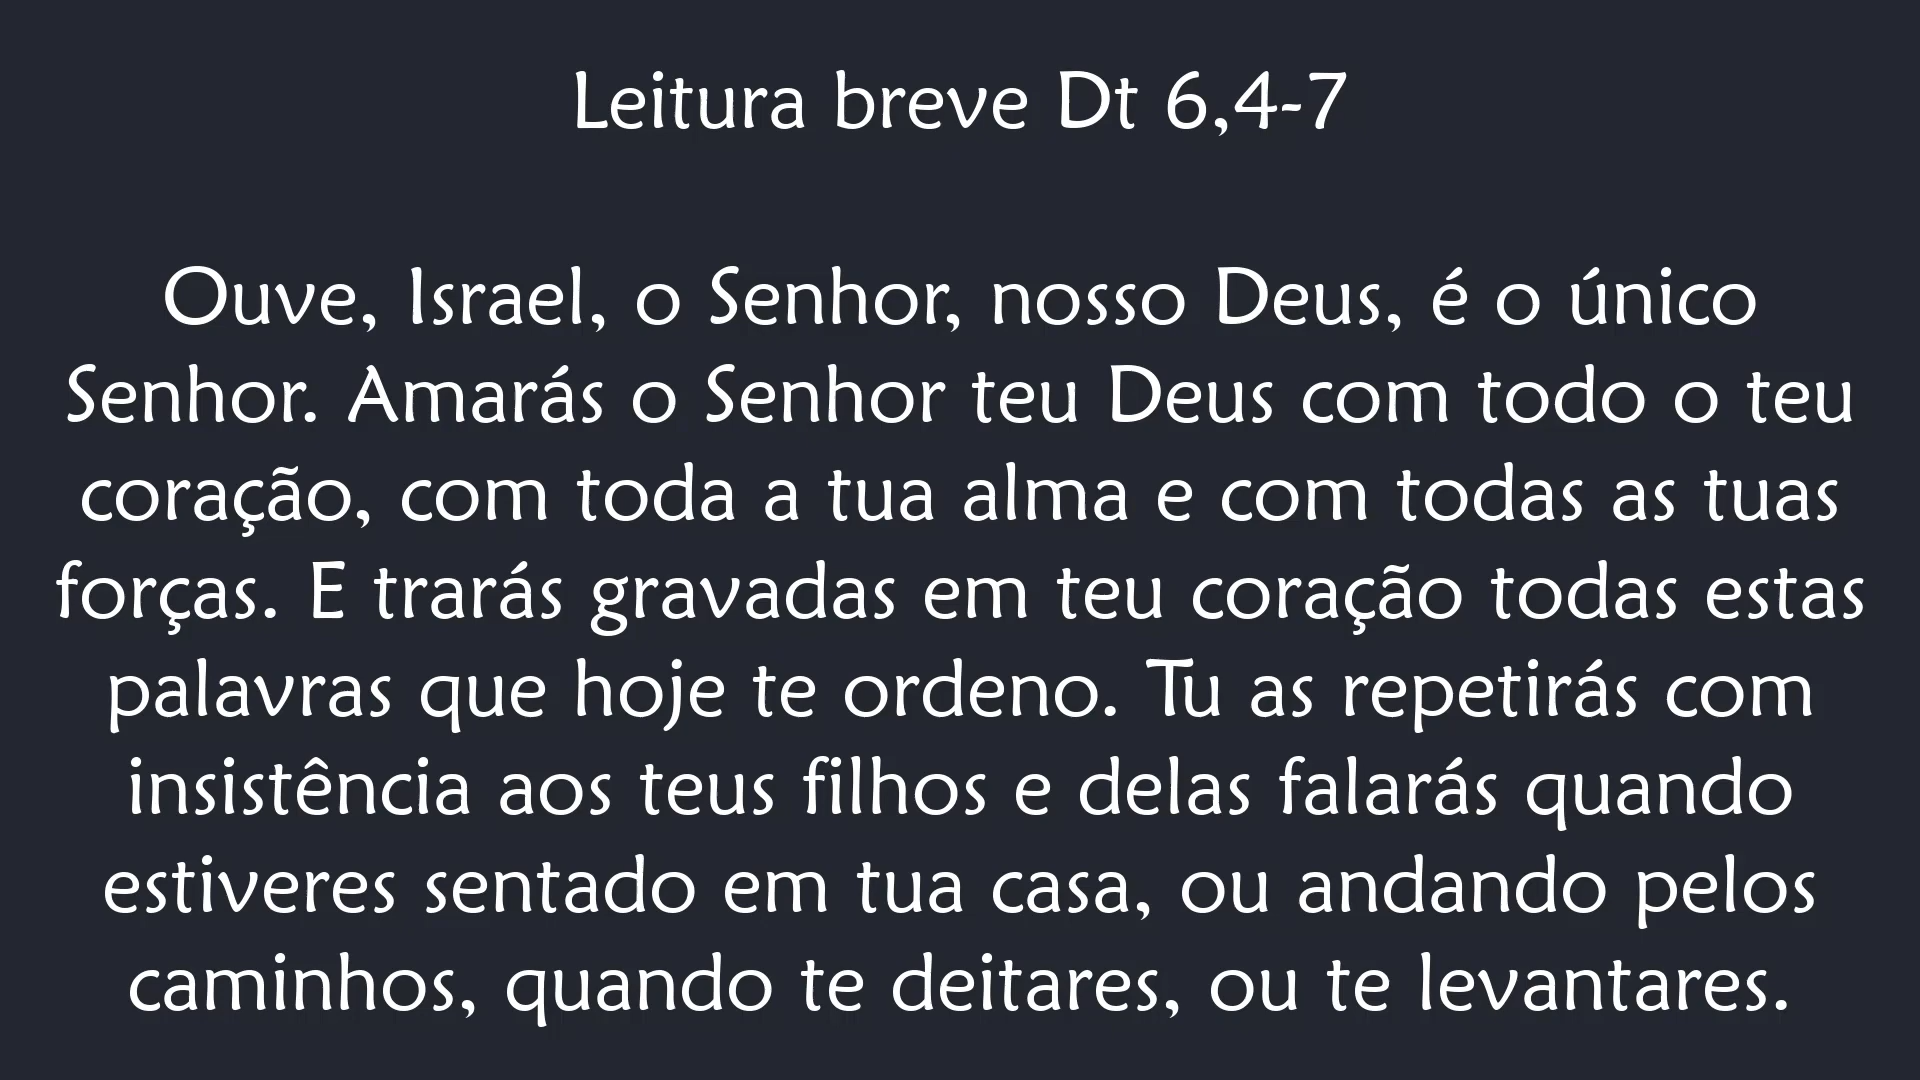 Leitura breve Dt 6,4-7
Ouve, Israel, o Senhor, nosso Deus, é o único
Senhor. Amarás o Senhor teu Deus com todo o teu
coração, com toda a tua alma e com todas as tuas
forças. E trarás gravadas em teu coração todas estas
palavras que hoje te ordeno. Tu as repetirás com
insistência aos teus filhos e delas falarás quando
estiveres sentado em tua casa, ou andando pelos
caminhos, quando te deitares, ou te levantares.